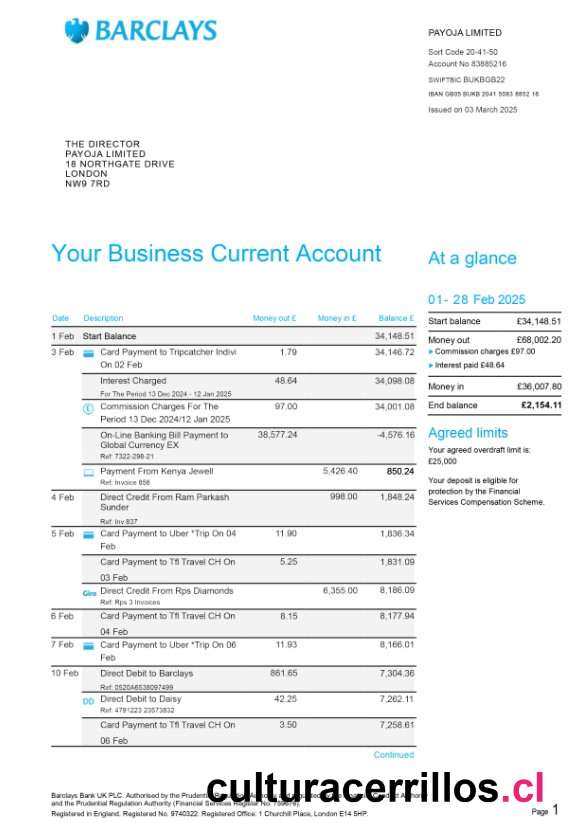 BARCLAYS
PAYOJA LIMITED
Sort Code 20-41-50
Account No 83885216
SWIFTBIC BUKBGB22
IBAN GB05 BUKB 2041 5083 8852 16
Issued on 03 March 2025
THE DIRECTOR
PAYOJA LIMITED
18 NORTHGATE DRIVE
LONDON
NW9 7RD
Your Business Current Account
Date Description Money out £ Money in £ Balance £
1 Feb Start Balance 34,148.51
3 Feb Card Payment to Tripcatcher Indivi 1.79 34,146.72
On 02 Feb
Interest Charged 48.64 34,098.08
For The Period 13 Dec 2024 - 12 Jan 2025
£ Commission Charges For The 97.00 34,001.08
Period 13 Dec 2024/12 Jan 2025
On-Line Banking Bill Payment to 38,577.24 -4,576.16
Global Currency EX
Ref: 7322-298-21
Payment From Kenya Jewell 5,426.40 850.24
Ref: Invoice 856
4 Feb Direct Credit From Ram Parkash 998.00 1,848.24
Sunder
Ref: Inv 837
5 Feb Card Payment to Uber *Trip On 04 11.90 1,836.34
Feb
Card Payment to Tfl Travel CH On 5.25 1,831.09
03 Feb
Giro Direct Credit From Rps Diamonds 6,355.00 8,186.09
Ref: Rps 3 Invoices
6 Feb Card Payment to Tfl Travel CH On 8.15 8,177.94
04 Feb
7 Feb Card Payment to Uber *Trip On 06 11.93 8,166.01
Feb
10 Feb Direct Debit to Barclays 861.65 7,304.36
Ref: 0520A6538097499
DD Direct Debit to Daisy 42.25 7,262.11
Ref: 4791223 23573832
Card Payment to Tfl Travel CH On 3.50 7,258.61
06 Feb
Continued
At a glance
01- 28 Feb 2025
Start balance £34,148.51
Money out £68,002.20
Commission charges £97.00
Interest paid £48.64
Money in £36,007.80
End balance £2,154.11
Agreed limits
Your agreed overdraft limit is:
£25,000
Your deposit is eligible for
protection by the Financial
Services Compensation Scheme.
culturacerrillos.cl
Barclays Bank UK PLC. Authorised by the Prudential
and the Prudential Regulation Authority (Financial Services Register No. 759676).
Registered in England. Registered No. 9740322. Registered Office: 1 Churchill Place, London E14 5HP.
Page 1